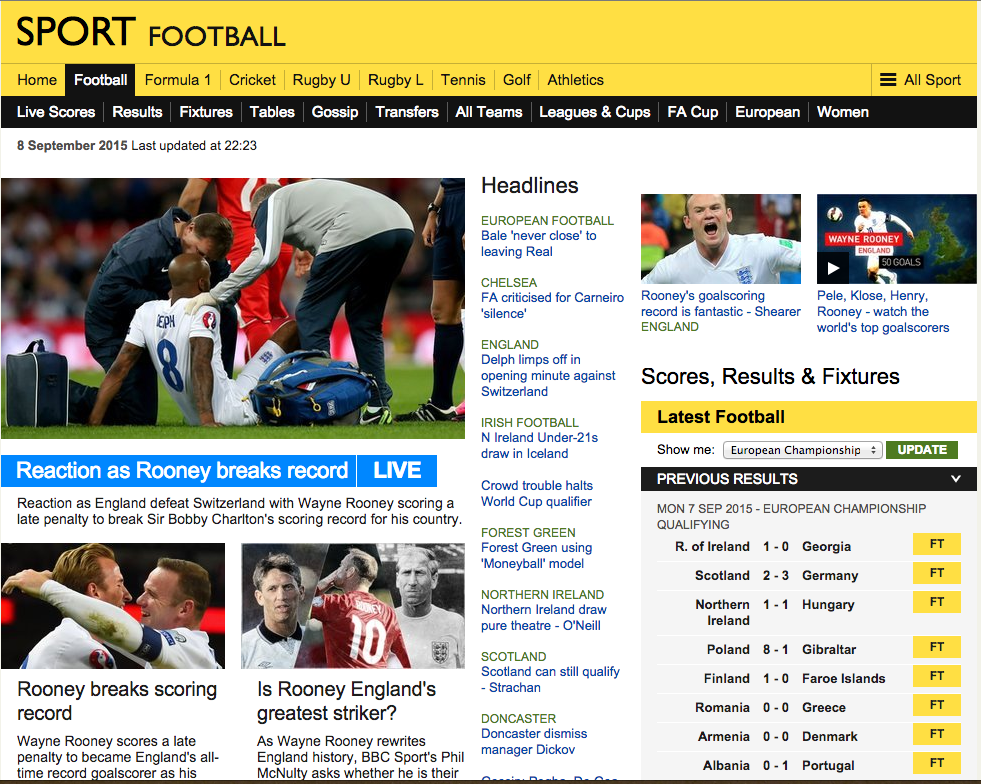 SPORT FOOTBALL
Home Football Formula 1 Cricket Rugby U Rugby L Tennis Golf Athletics All Sport
Live Scores Results Fixtures Tables Gossip Transfers All Teams Leagues & Cups FA Cup European Women
8 September 2015 Last updated at 22:23
DELPH
8
Reaction as Rooney breaks record LIVE
Reaction as England defeat Switzerland with Wayne Rooney scoring a
late penalty to break Sir Bobby Charlton's scoring record for his country.
Rooney breaks scoring
record
Wayne Rooney scores a late
penalty to became England's all-
time record goalscorer as his
ROONEY
10
Is Rooney England's
greatest striker?
As Wayne Rooney rewrites
England history, BBC Sport's Phil
McNulty asks whether he is their
Headlines
EUROPEAN FOOTBALL
Bale 'never close' to
leaving Real
CHELSEA
FA criticised for Carneiro
'silence'
ENGLAND
Delph limps off in
opening minute against
Switzerland
IRISH FOOTBALL
N Ireland Under-21s
draw in Iceland
Crowd trouble halts
World Cup qualifier
FOREST GREEN
Forest Green using
'Moneyball' model
NORTHERN IRELAND
Northern Ireland draw
pure theatre - O'Neill
SCOTLAND
Scotland can still qualify
- Strachan
DONCASTER
Doncaster dismiss
manager Dickov
Rooney's goalscoring
record is fantastic - Shearer
ENGLAND
WAYNE ROONEY
ENGLAND
50 GOALS
Pele, Klose, Henry,
Rooney - watch the
world's top goalscorers
Scores, Results & Fixtures
Latest Football
Show me: European Championship UPDATE
PREVIOUS RESULTS
MON 7 SEP 2015 - EUROPEAN CHAMPIONSHIP
QUALIFYING
R. of Ireland 1 - 0 Georgia FT
Scotland 2 - 3 Germany FT
Northern 1 - 1 Hungary FT
Ireland
Poland 8 - 1 Gibraltar FT
Finland 1 - 0 Faroe Islands FT
Romania 0 - 0 Greece FT
Armenia 0 - 0 Denmark FT
Albania 0 - 1 Portugal FT